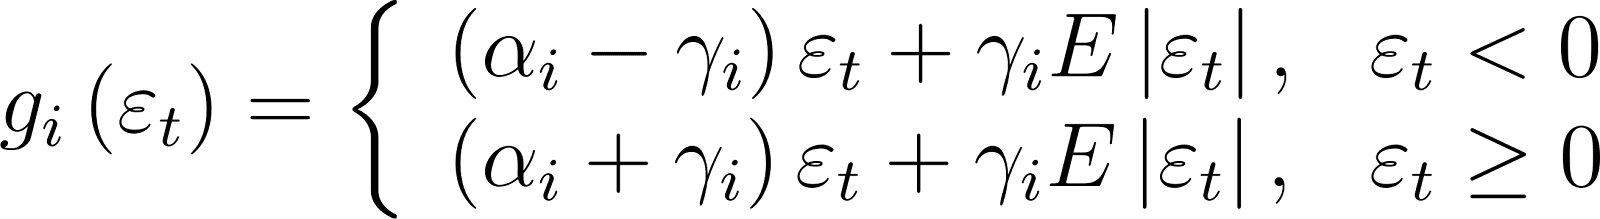 g_i (ε_t) = { (α_i − γ_i) ε_t + γ_i E |ε_t| ,   ε_t < 0
(α_i + γ_i) ε_t + γ_i E |ε_t| ,   ε_t ≥ 0